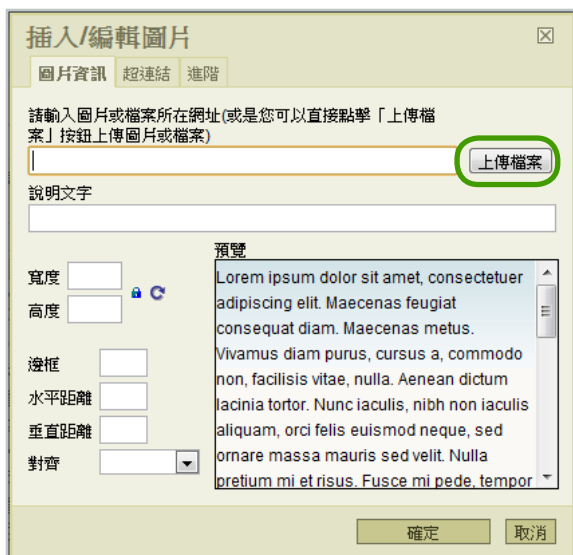 插入/編輯圖片
圖片資訊 超連結 進階
請輸入圖片或檔案所在網址(或是您可以直接點擊「上傳檔
案」按鈕上傳圖片或檔案)
上傳檔案
說明文字
預覽
寬度
高度
邊框
水平距離
垂直距離
對齊
Lorem ipsum dolor sit amet, consectetuer
adipiscing elit. Maecenas feugiat
consequat diam. Maecenas metus.
Vivamus diam purus, cursus a, commodo
non, facilisis vitae, nulla. Aenean dictum
lacinia tortor. Nunc iaculis, nibh non iaculis
aliquam, orci felis euismod neque, sed
ornare massa mauris sed velit. Nulla
pretium mi et risus. Fusce mi pede, tempor
確定 取消